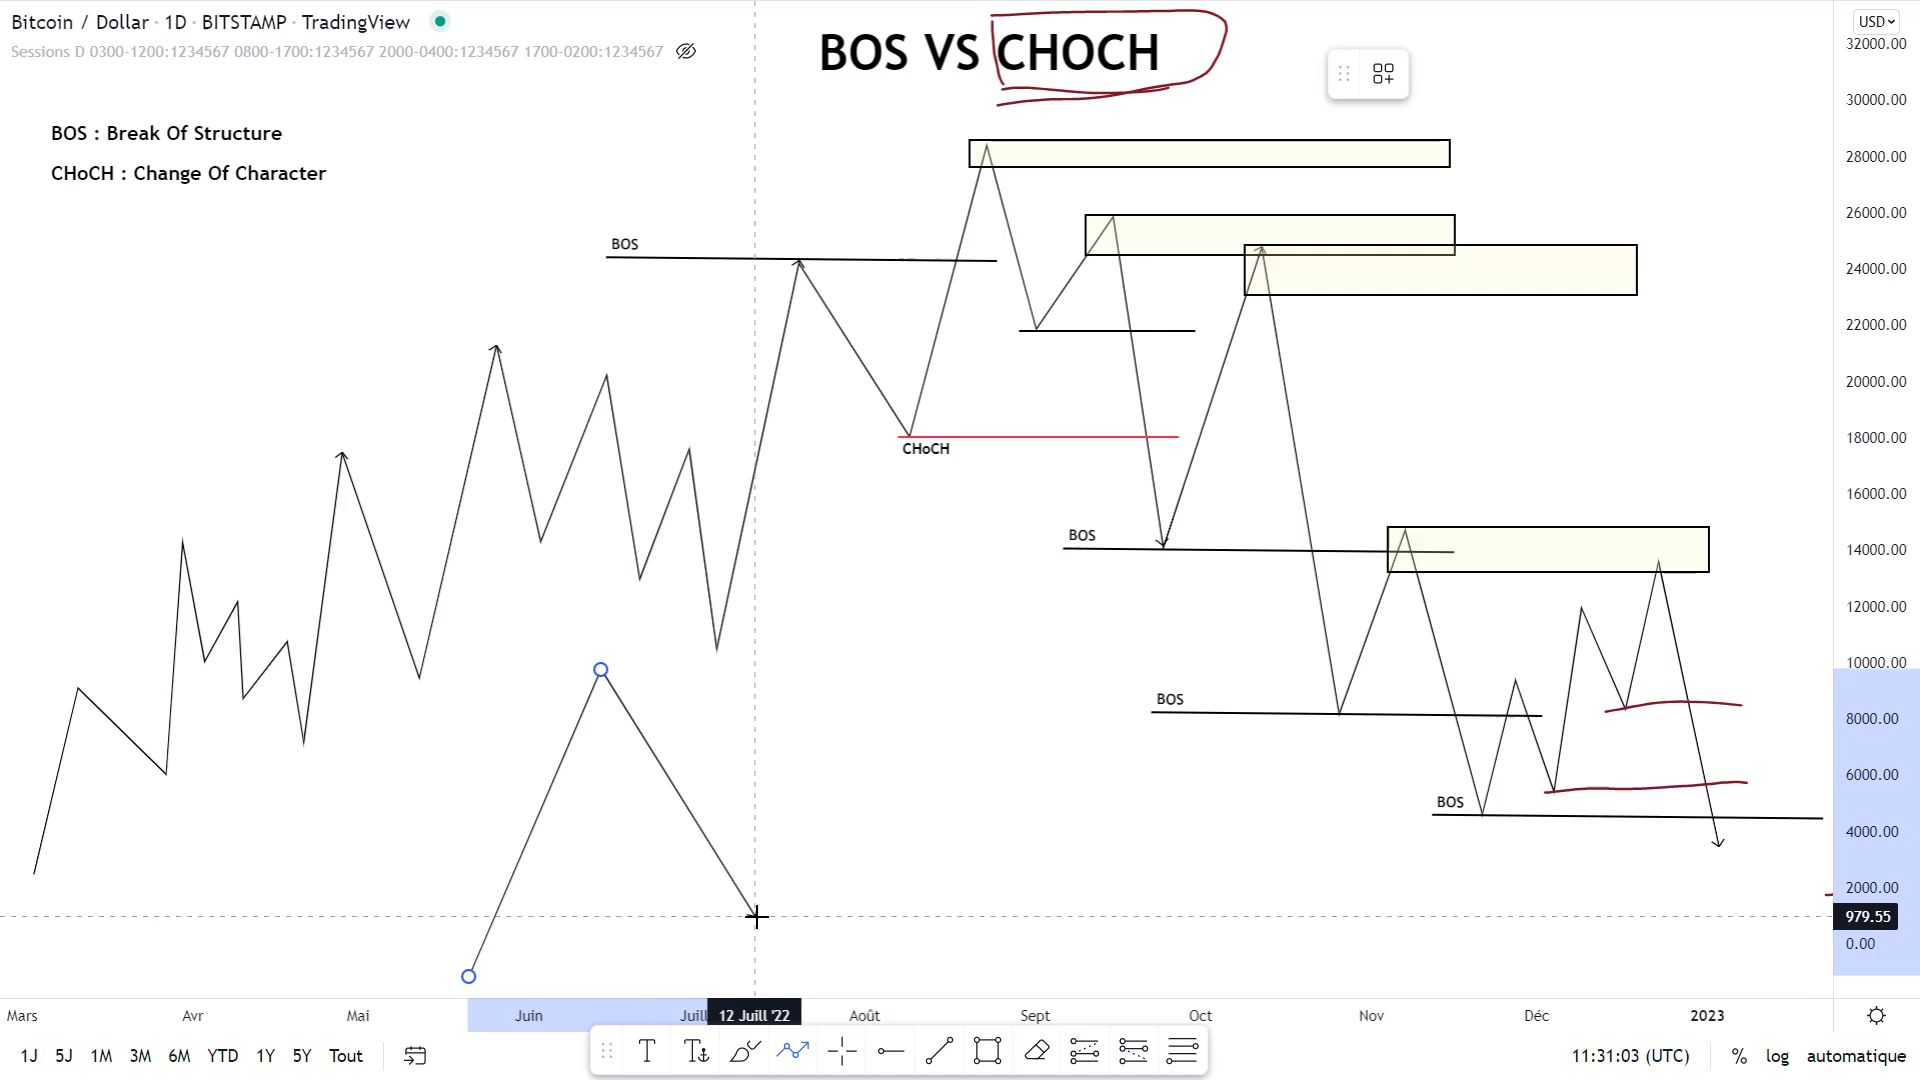 Bitcoin / Dollar · 1D · BITSTAMP · TradingView
Sessions D 0300-1200:1234567 0800-1700:1234567 2000-0400:1234567 1700-0200:1234567
BOS VS CHOCH
USD
32000.00
30000.00
BOS : Break Of Structure
28000.00
CHoCH : Change Of Character
26000.00
BOS
24000.00
22000.00
20000.00
18000.00
CHoCH
16000.00
BOS
14000.00
12000.00
10000.00
BOS
8000.00
6000.00
BOS
4000.00
2000.00
979.55
0.00
Mars Avr Mai Juin Juill 12 Juill '22 Août Sept Oct Nov Déc 2023
1J 5J 1M 3M 6M YTD 1Y 5Y Tout 11:31:03 (UTC) % log automatique